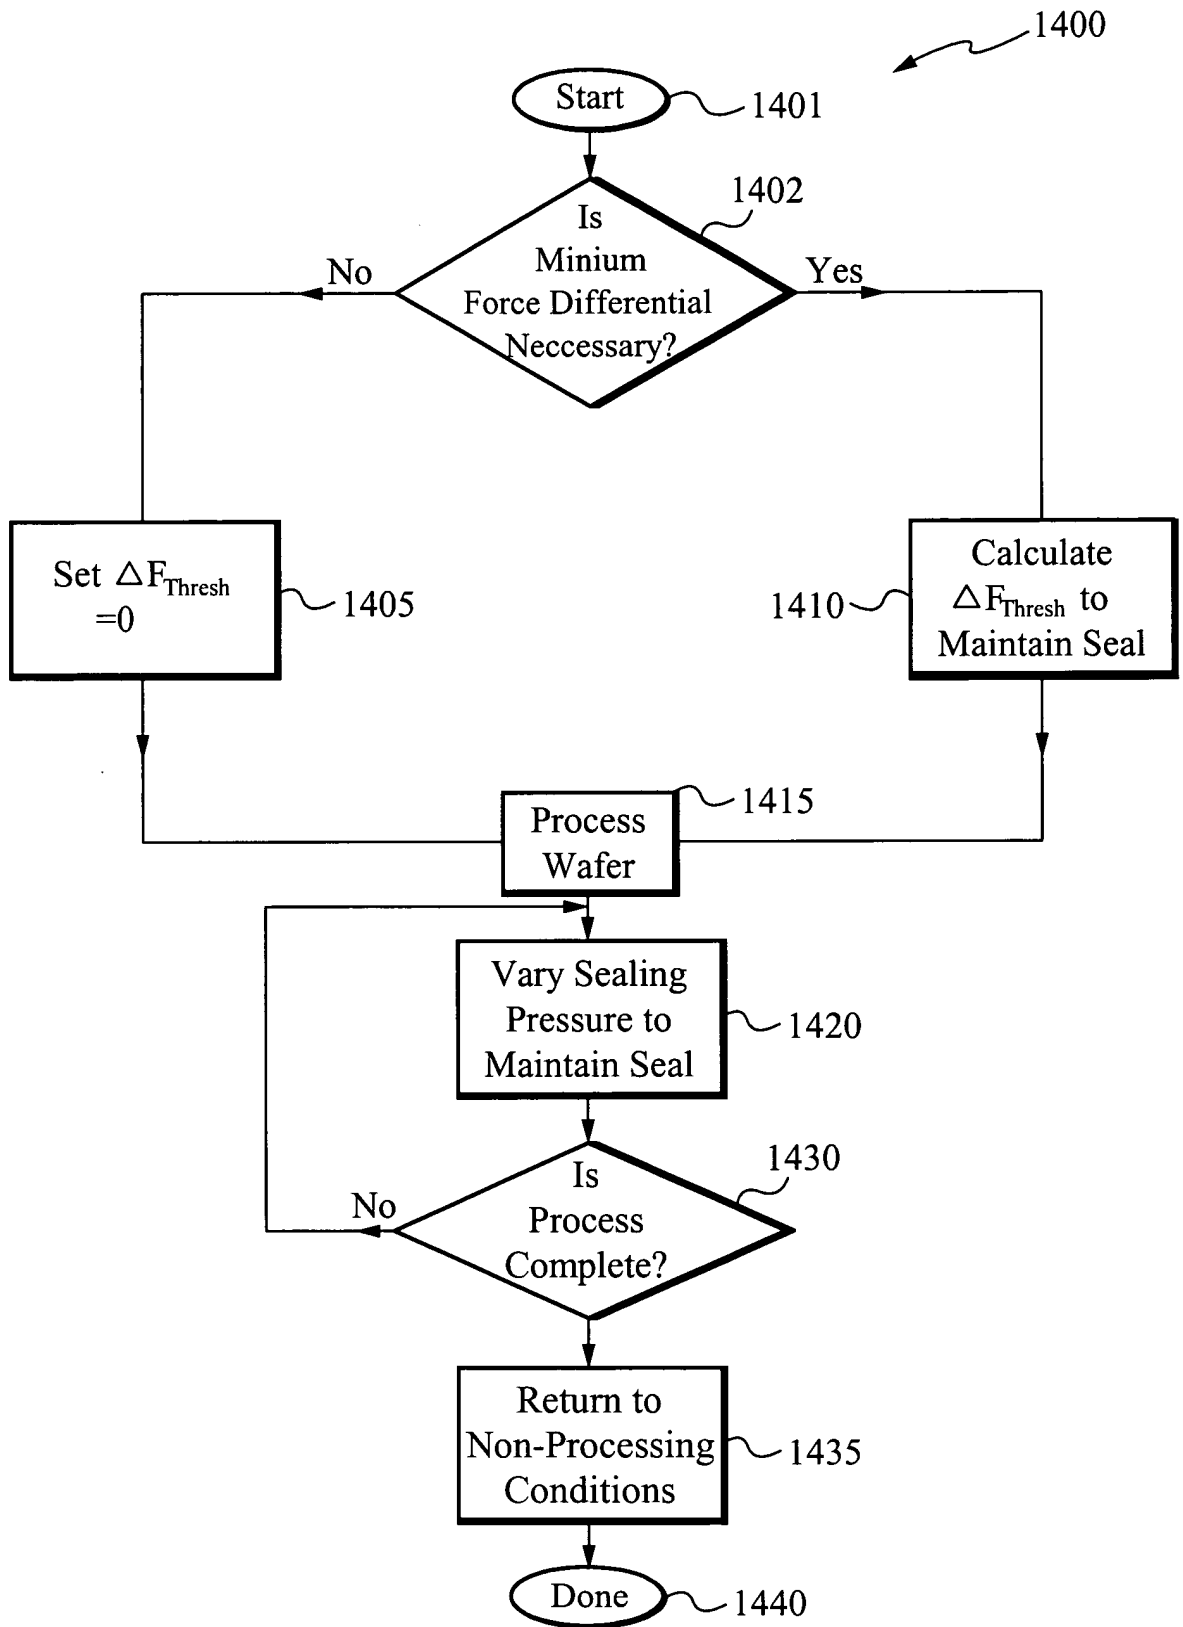 1400
Start
1401
1402
Is
Minium
Force Differential
Neccessary?
No
Yes
Set △F_Thresh
=0
1405
Calculate
△F_Thresh to
Maintain Seal
1410
1415
Process
Wafer
Vary Sealing
Pressure to
Maintain Seal
1420
1430
Is
Process
Complete?
No
Return to
Non-Processing
Conditions
1435
Done
1440